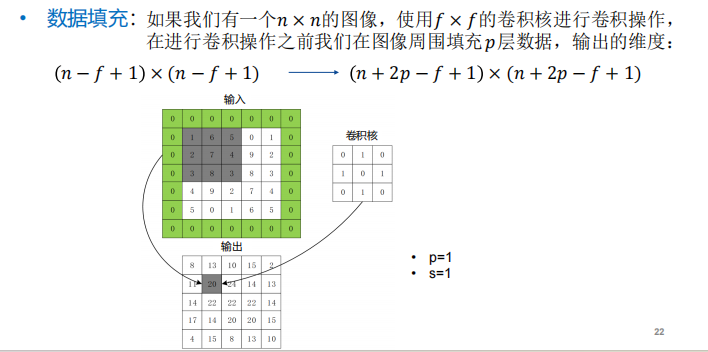 • 数据填充：如果我们有一个n × n的图像，使用f × f的卷积核进行卷积操作，
在进行卷积操作之前我们在图像周围填充p层数据，输出的维度：
(n − f + 1) × (n − f + 1) ⟶ (n + 2p − f + 1) × (n + 2p − f + 1)
输入
0 0 0 0 0 0 0
0 1 6 5 0 1 0
0 2 7 4 9 2 0
0 3 8 3 8 3 0
0 4 9 2 7 4 0
0 5 0 1 6 5 0
0 0 0 0 0 0 0
卷积核
0 1 0
1 0 1
0 1 0
输出
8 13 10 15 2
11 20 24 14 13
14 22 22 22 14
17 14 20 20 15
4 15 8 13 10
• p=1
• s=1
22